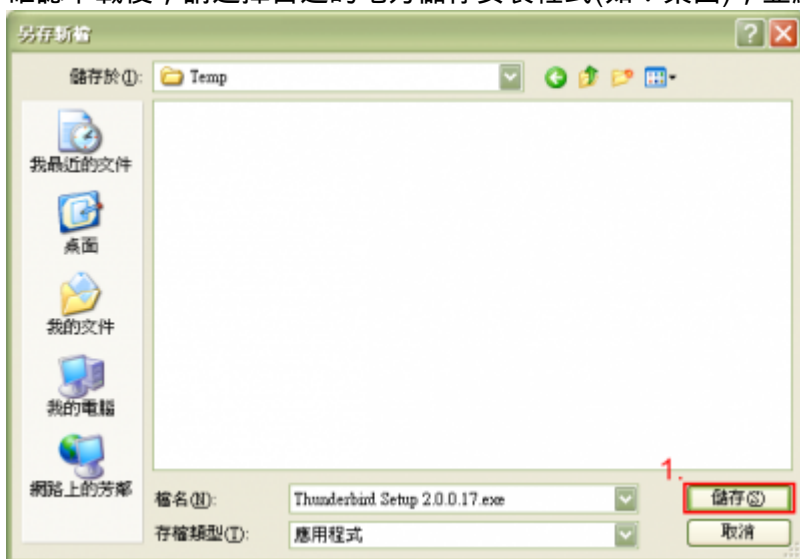 另存新檔
儲存於(I):
Temp
我最近的文件
桌面
我的文件
我的電腦
網路上的芳鄰
檔名(N):
Thunderbird Setup 2.0.0.17.exe
1.
儲存(S)
存檔類型(T):
應用程式
取消